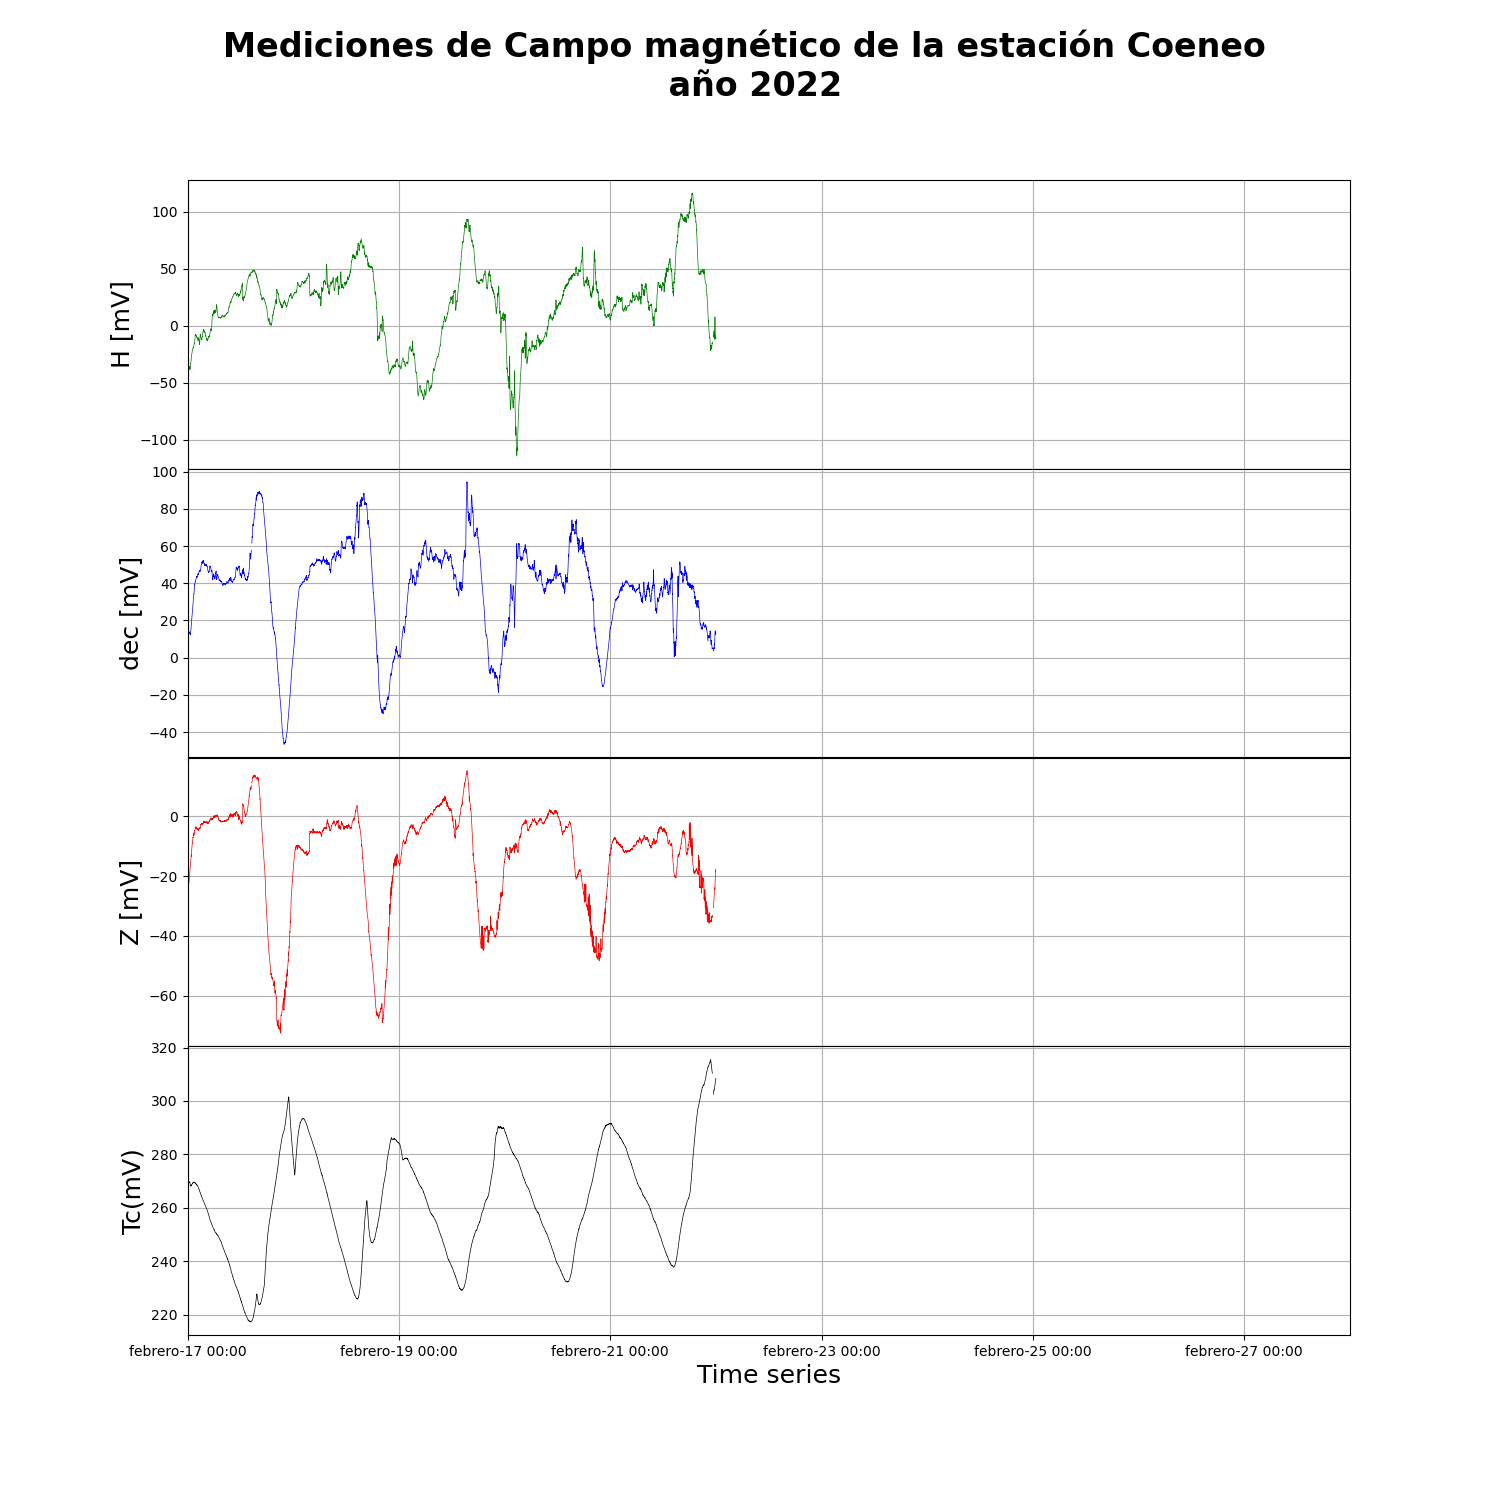 Mediciones de Campo magnético de la estación Coeneo
año 2022
100
50
0
−50
−100
H [mV]
100
80
60
40
20
0
−20
−40
dec [mV]
0
−20
−40
−60
Z [mV]
320
300
280
260
240
220
Tc(mV)
febrero-17 00:00 febrero-19 00:00 febrero-21 00:00 febrero-23 00:00 febrero-25 00:00 febrero-27 00:00
Time series